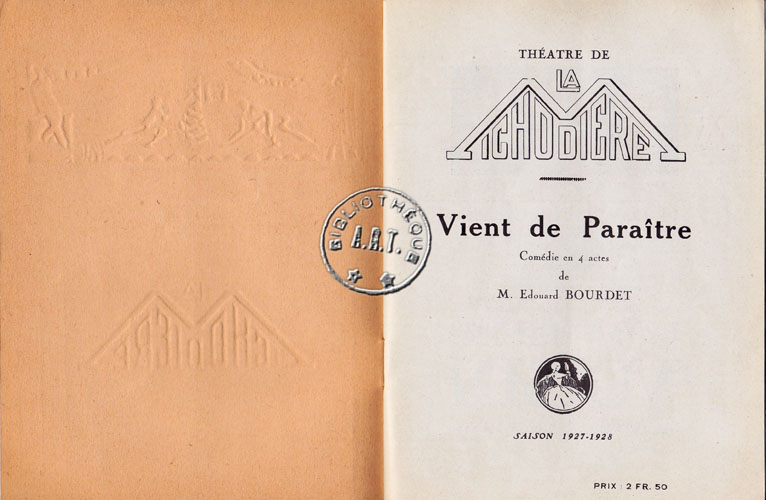 THÉATRE DE
LA
MICHODIERE
Vient de Paraître
Comédie en 4 actes
de
M. Edouard BOURDET
SAISON 1927-1928
PRIX : 2 FR. 50
BIBLIOTHÈQUE
A.R.T.